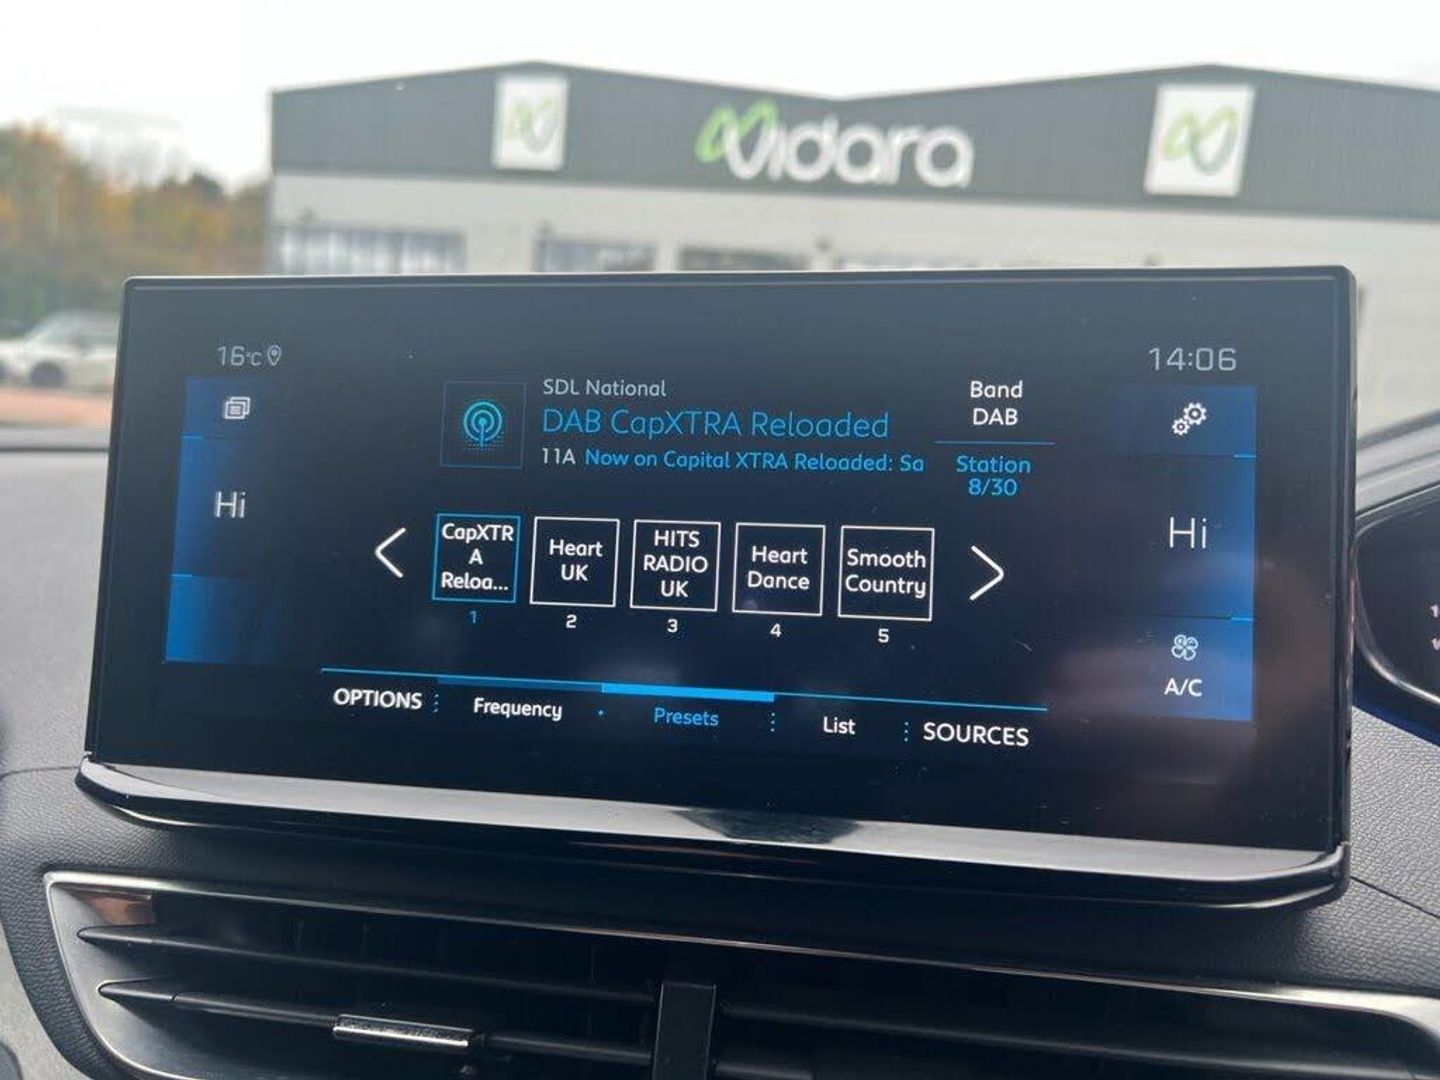 Vidara
16°C
14:06
SDL National
DAB CapXTRA Reloaded
11A Now on Capital XTRA Reloaded: Sa
Band
DAB
Station
8/30
Hi
Hi
CapXTR
A
Reloa...
1
Heart
UK
2
HITS
RADIO
UK
3
Heart
Dance
4
Smooth
Country
5
A/C
OPTIONS
Frequency
Presets
List
SOURCES